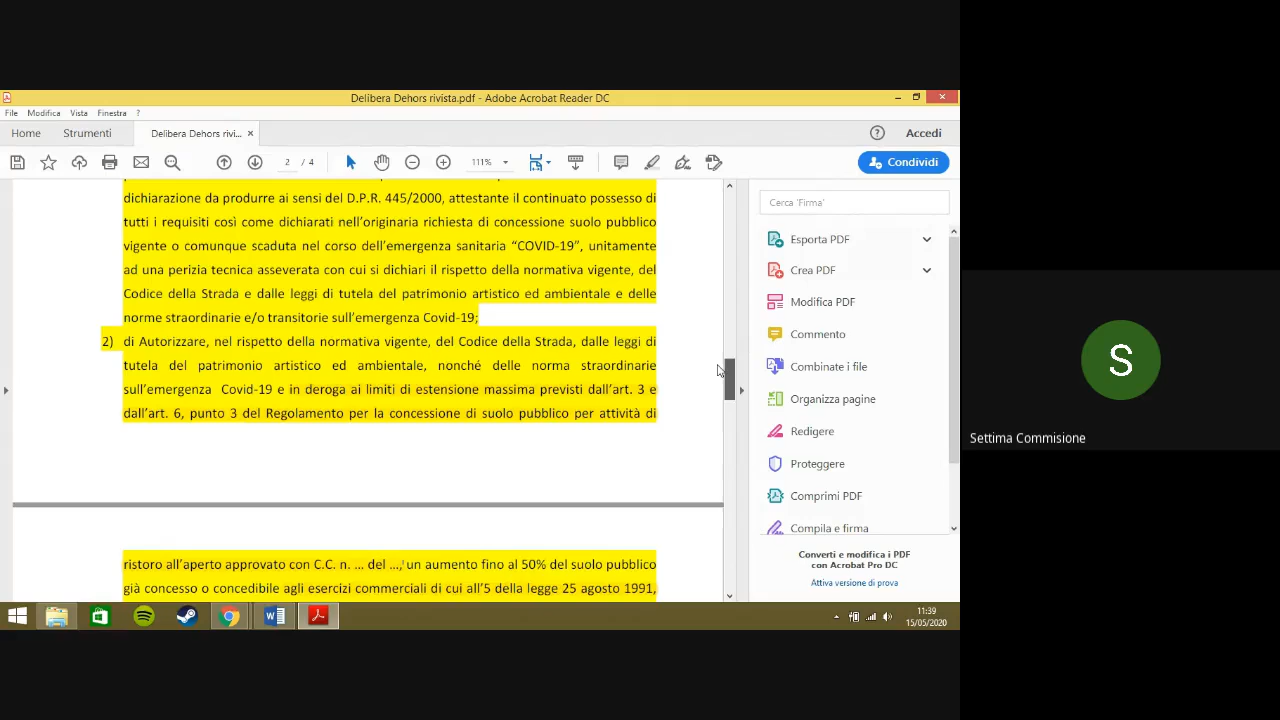 Delibera Dehors rivista.pdf - Adobe Acrobat Reader DC
File Modifica Vista Finestra ?
Home Strumenti Delibera Dehors rivi... × Accedi
2 / 4 111% Condividi
dichiarazione da produrre ai sensi del D.P.R. 445/2000, attestante il continuato possesso di
tutti i requisiti così come dichiarati nell'originaria richiesta di concessione suolo pubblico
vigente o comunque scaduta nel corso dell'emergenza sanitaria "COVID-19", unitamente
ad una perizia tecnica asseverata con cui si dichiari il rispetto della normativa vigente, del
Codice della Strada e dalle leggi di tutela del patrimonio artistico ed ambientale e delle
norme straordinarie e/o transitorie sull'emergenza Covid-19;
2) di Autorizzare, nel rispetto della normativa vigente, del Codice della Strada, dalle leggi di
tutela del patrimonio artistico ed ambientale, nonché delle norma straordinarie
sull'emergenza Covid-19 e in deroga ai limiti di estensione massima previsti dall'art. 3 e
dall'art. 6, punto 3 del Regolamento per la concessione di suolo pubblico per attività di
ristoro all'aperto approvato con C.C. n. ... del ...,' un aumento fino al 50% del suolo pubblico
già concesso o concedibile agli esercizi commerciali di cui all'5 della legge 25 agosto 1991,
Cerca 'Firma'
Esporta PDF
Crea PDF
Modifica PDF
Commento
Combinate i file
Organizza pagine
Redigere
Proteggere
Comprimi PDF
Compila e firma
Converti e modifica i PDF
con Acrobat Pro DC
Attiva versione di prova
11:39
15/05/2020
S
Settima Commisione